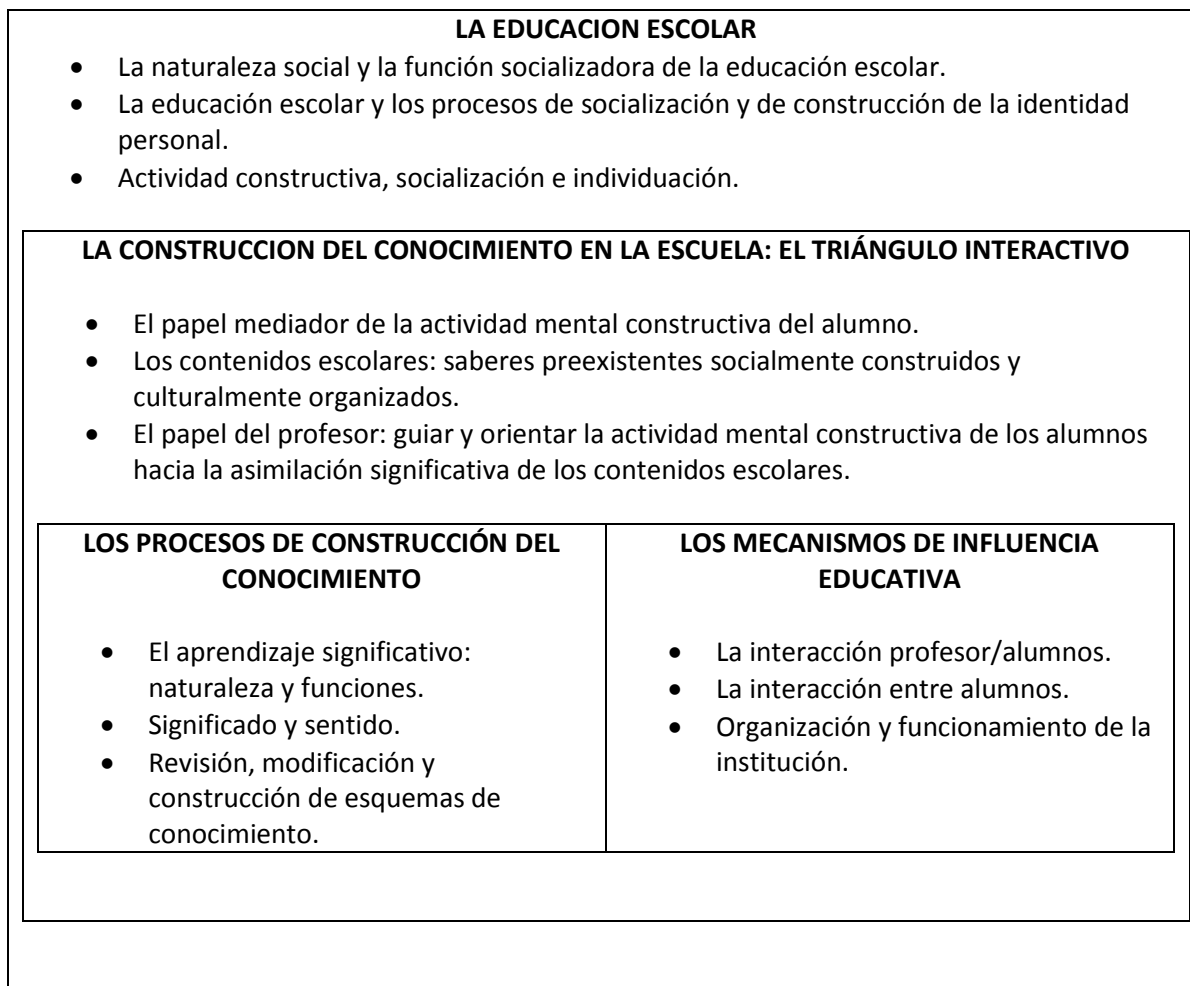 LA EDUCACION ESCOLAR
• La naturaleza social y la función socializadora de la educación escolar.
• La educación escolar y los procesos de socialización y de construcción de la identidad
personal.
• Actividad constructiva, socialización e individuación.
LA CONSTRUCCION DEL CONOCIMIENTO EN LA ESCUELA: EL TRIÁNGULO INTERACTIVO
• El papel mediador de la actividad mental constructiva del alumno.
• Los contenidos escolares: saberes preexistentes socialmente construidos y
culturalmente organizados.
• El papel del profesor: guiar y orientar la actividad mental constructiva de los alumnos
hacia la asimilación significativa de los contenidos escolares.
LOS PROCESOS DE CONSTRUCCIÓN DEL
CONOCIMIENTO
• El aprendizaje significativo:
naturaleza y funciones.
• Significado y sentido.
• Revisión, modificación y
construcción de esquemas de
conocimiento.
LOS MECANISMOS DE INFLUENCIA
EDUCATIVA
• La interacción profesor/alumnos.
• La interacción entre alumnos.
• Organización y funcionamiento de la
institución.